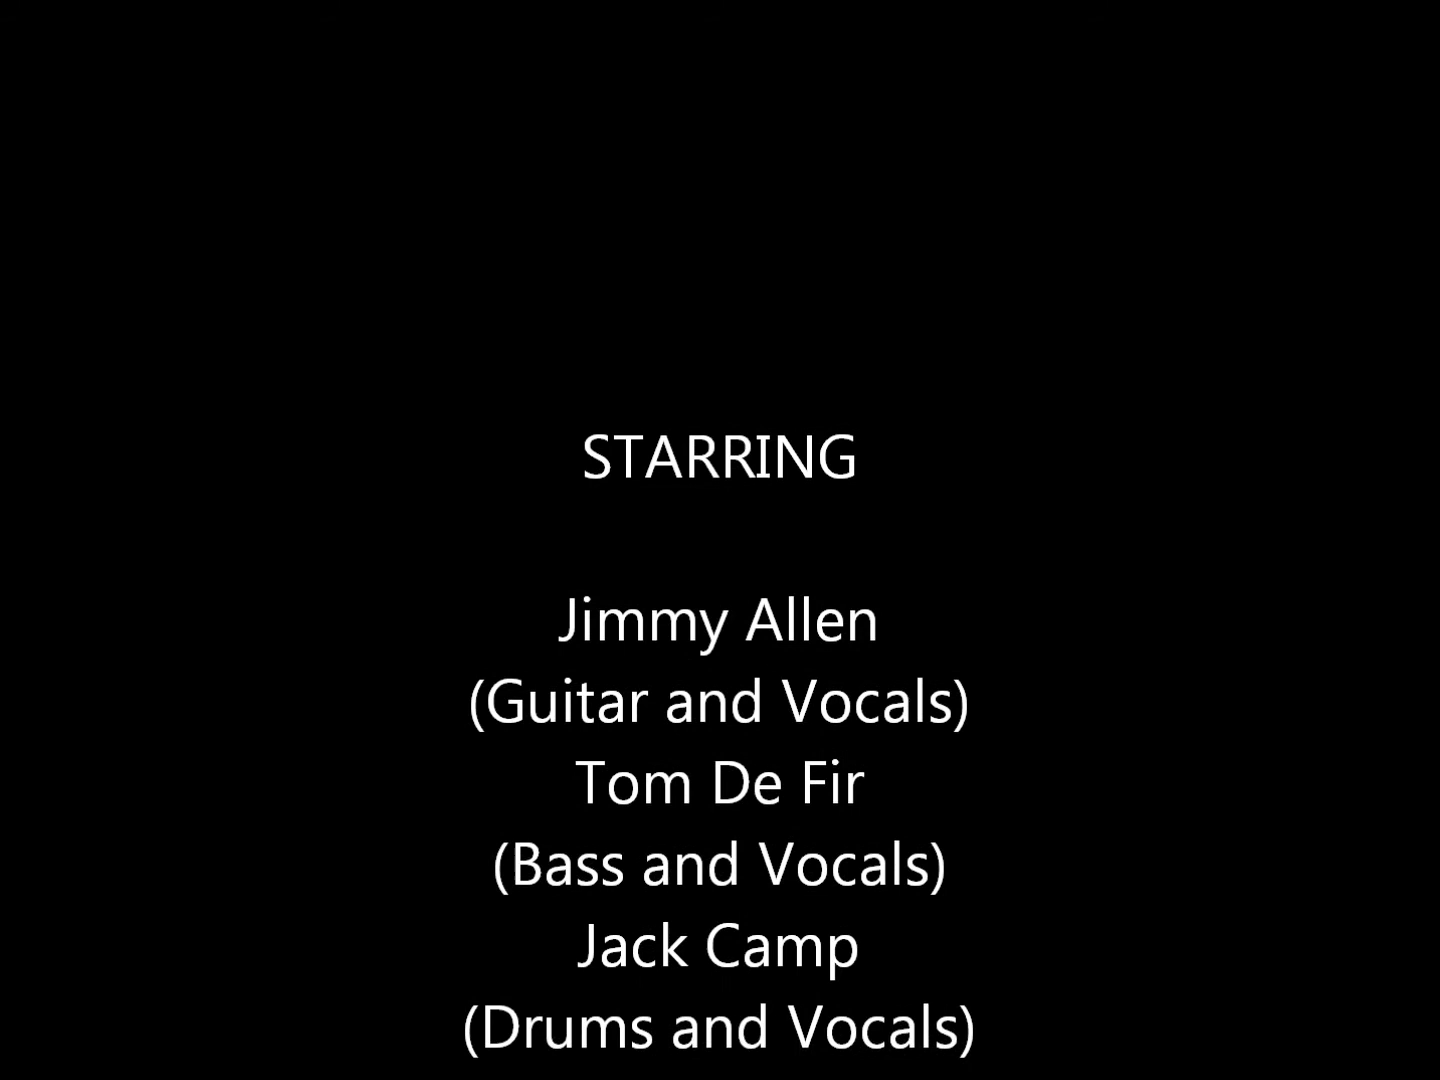 STARRING
Jimmy Allen
(Guitar and Vocals)
Tom De Fir
(Bass and Vocals)
Jack Camp
(Drums and Vocals)